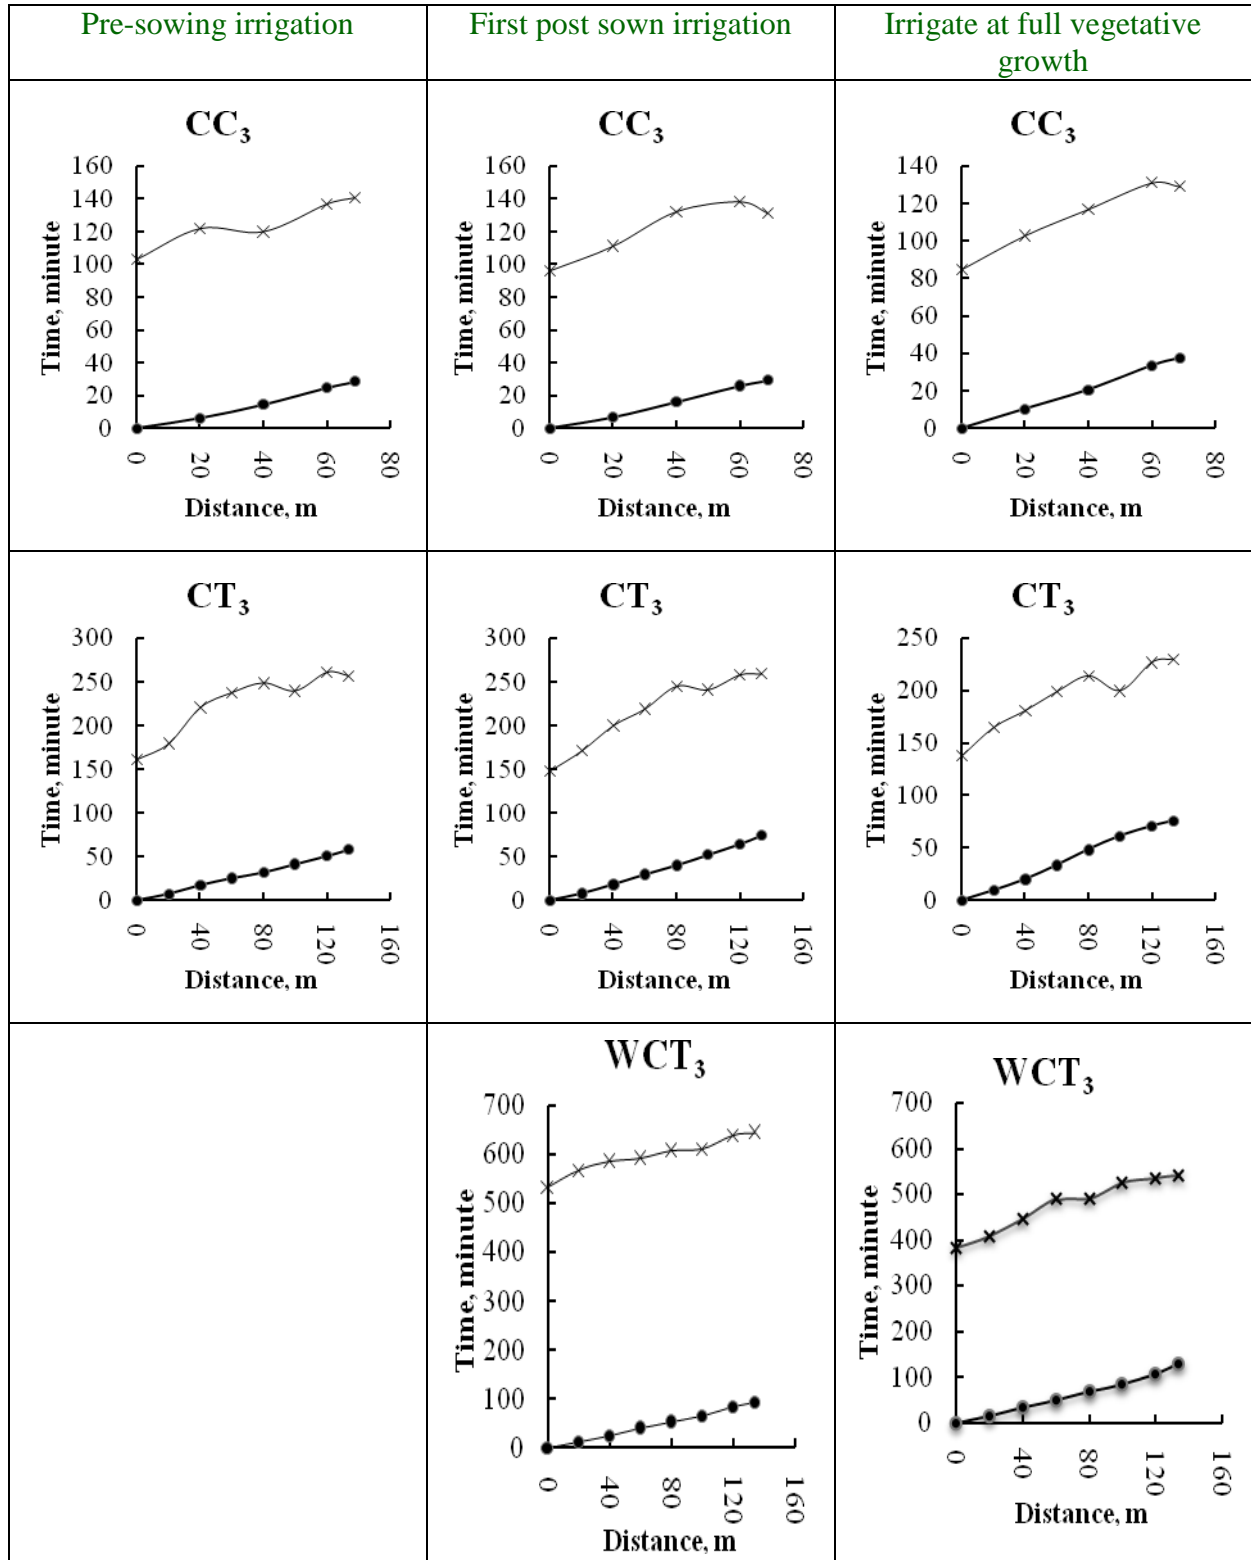 Pre-sowing irrigation
First post sown irrigation
Irrigate at full vegetative
growth
CC₃
Time, minute
160
140
120
100
80
60
40
20
0
0 20 40 60 80
Distance, m
CC₃
Time, minute
160
140
120
100
80
60
40
20
0
0 20 40 60 80
Distance, m
CC₃
Time, minute
140
120
100
80
60
40
20
0
0 20 40 60 80
Distance, m
CT₃
Time, minute
300
250
200
150
100
50
0
0 40 80 120 160
Distance, m
CT₃
Time, minute
300
250
200
150
100
50
0
0 40 80 120 160
Distance, m
CT₃
Time, minute
250
200
150
100
50
0
0 40 80 120 160
Distance, m
WCT₃
Time, minute
700
600
500
400
300
200
100
0
0 40 80 120 160
Distance, m
WCT₃
Time, minute
700
600
500
400
300
200
100
0
0 40 80 120 160
Distance, m